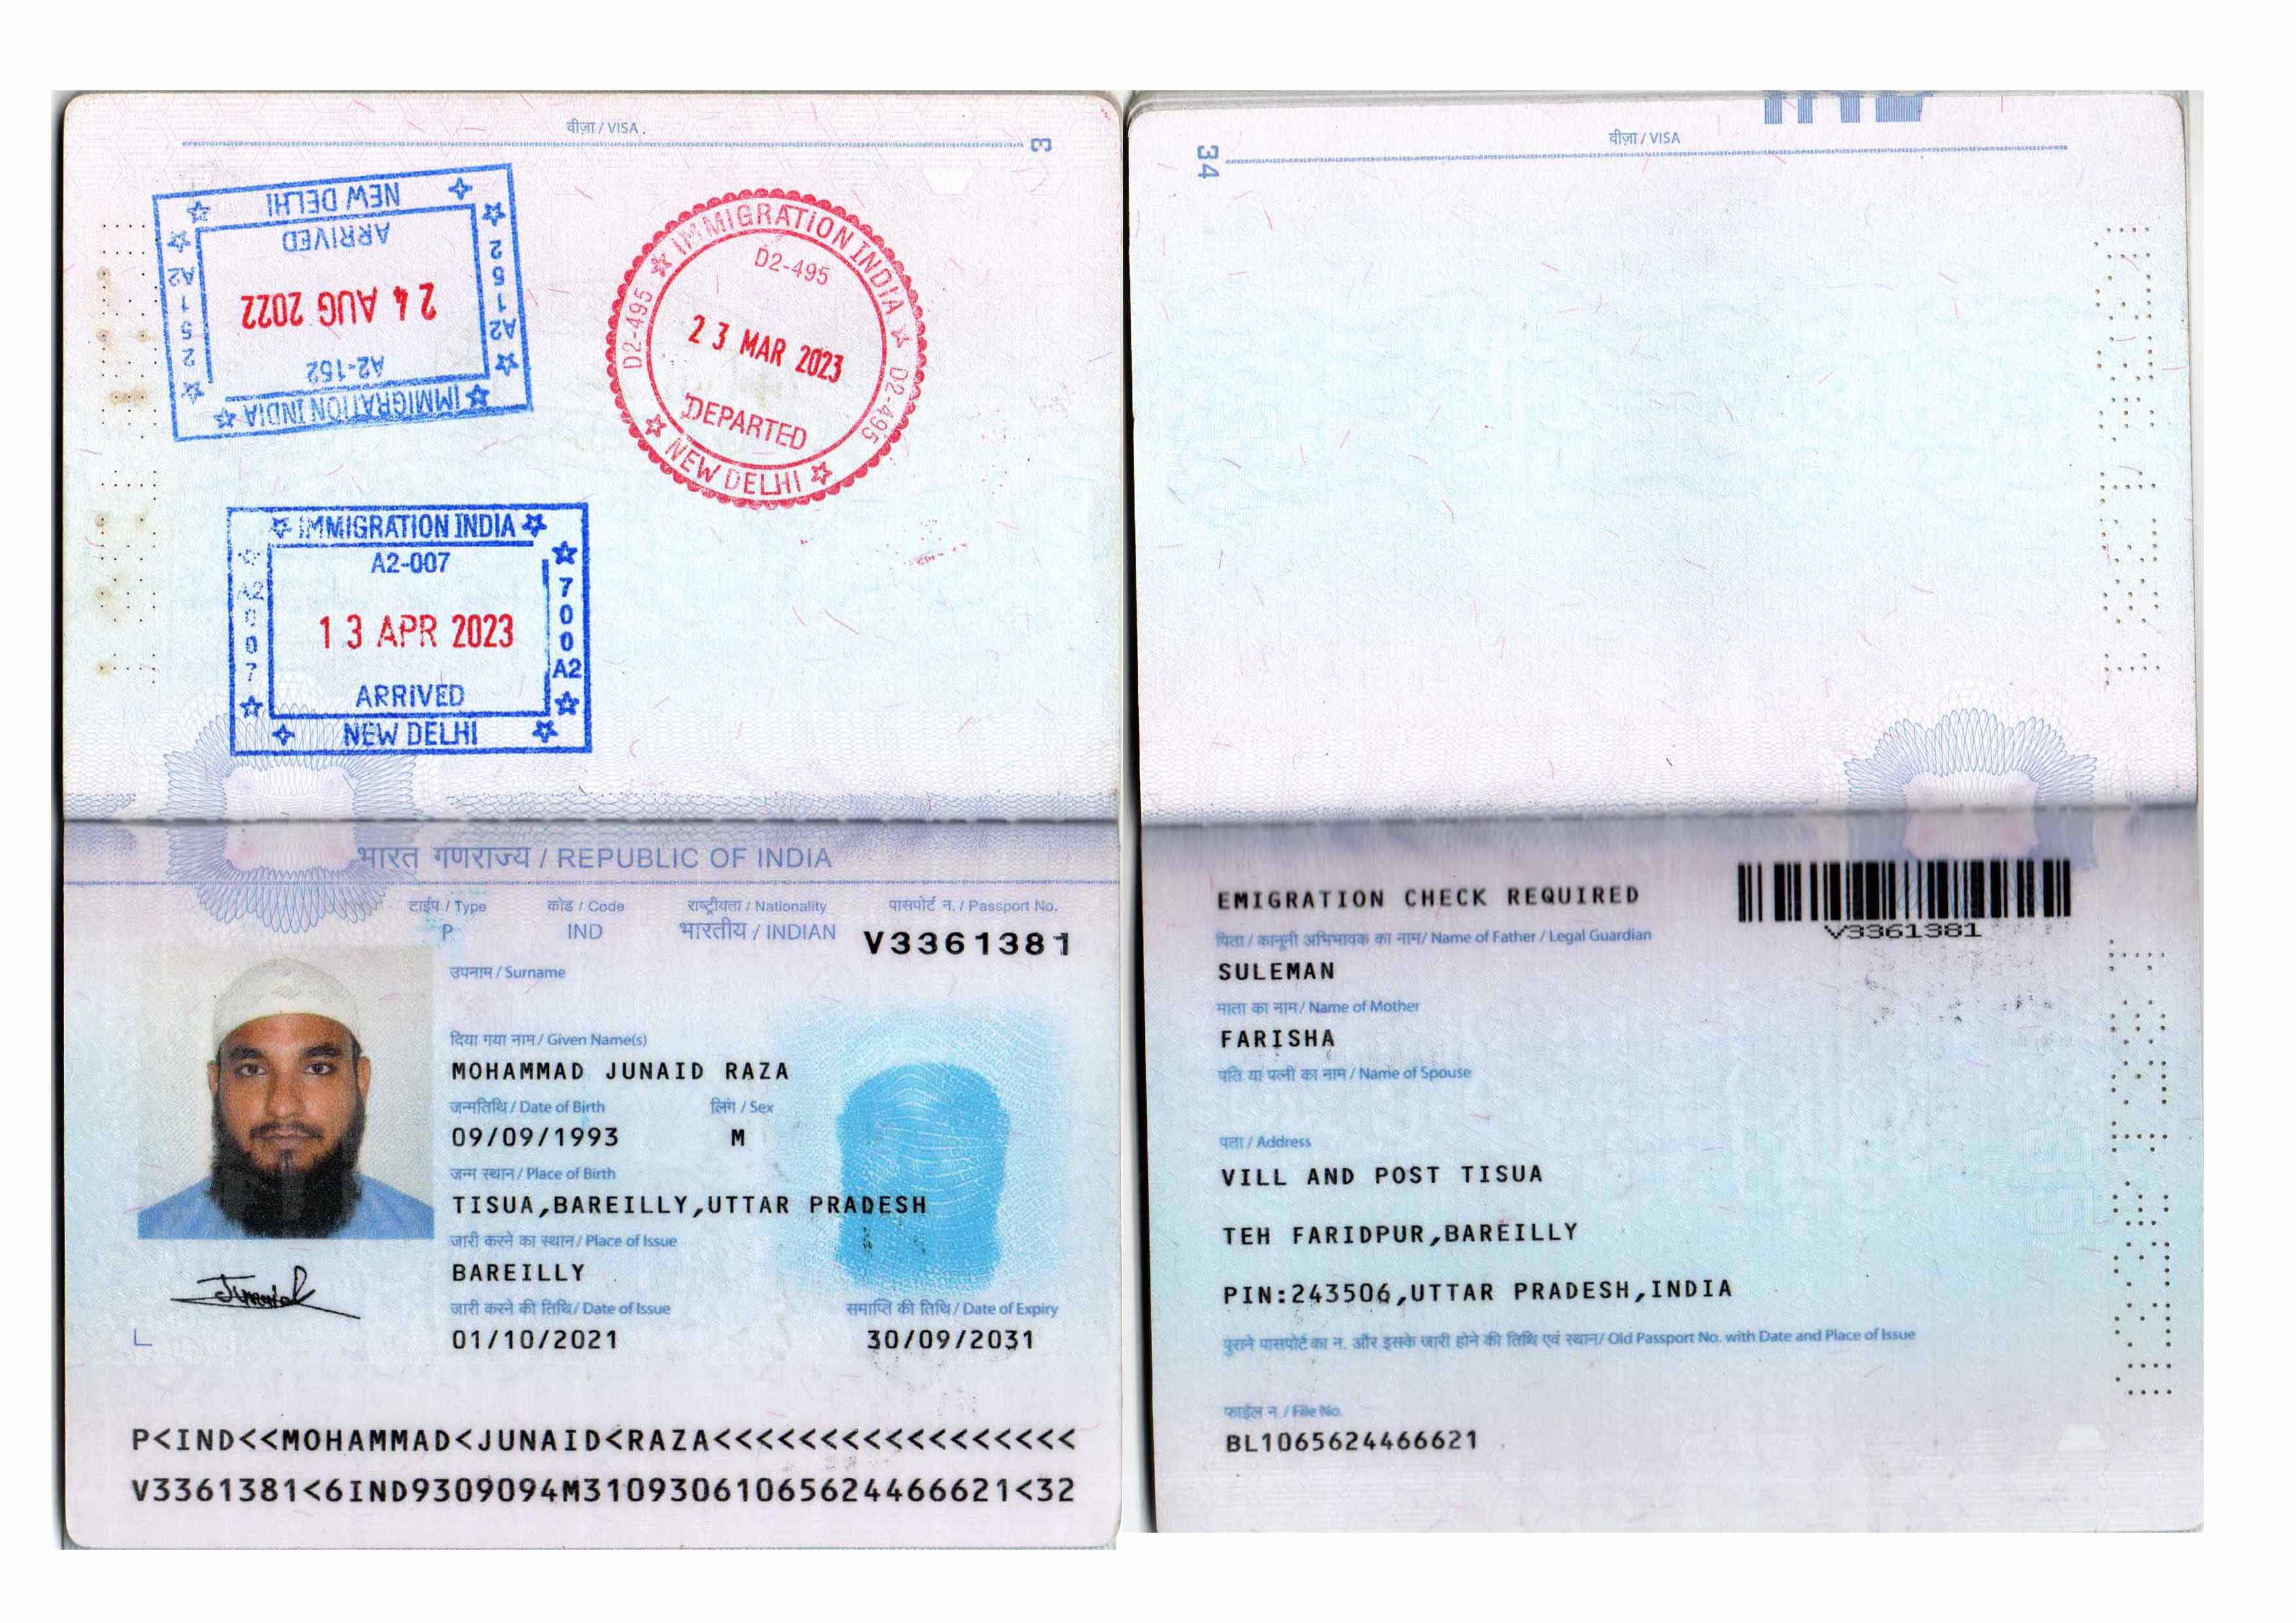 वीज़ा / VISA
3
NEW DELHI
ARRIVED
24 AUG 2022
A2-152
IMMIGRATION INDIA
A2 152
A2 152
IMMIGRATION INDIA
D2-495
23 MAR 2023
DEPARTED
NEW DELHI
D2-495
D2-495
IMMIGRATION INDIA
A2-007
13 APR 2023
ARRIVED
NEW DELHI
A2 007
A2 007
भारत गणराज्य / REPUBLIC OF INDIA
टाईप / Type कोड / Code राष्ट्रीयता / Nationality पासपोर्ट न. / Passport No.
P IND भारतीय / INDIAN V3361381
उपनाम / Surname
दिया गया नाम / Given Name(s)
MOHAMMAD JUNAID RAZA
जन्मतिथि / Date of Birth लिंग / Sex
09/09/1993 M
जन्म स्थान / Place of Birth
TISUA,BAREILLY,UTTAR PRADESH
जारी करने का स्थान / Place of Issue
BAREILLY
जारी करने की तिथि / Date of Issue समाप्ति की तिथि / Date of Expiry
01/10/2021 30/09/2031
Junaid
P<IND<<MOHAMMAD<JUNAID<RAZA<<<<<<<<<<<<<<<<<
V3361381<6IND9309094M31093061065624466621<32
34
वीज़ा / VISA
EMIGRATION CHECK REQUIRED
V3361381
पिता / कानूनी अभिभावक का नाम / Name of Father / Legal Guardian
SULEMAN
माता का नाम / Name of Mother
FARISHA
पति या पत्नी का नाम / Name of Spouse
पता / Address
VILL AND POST TISUA
TEH FARIDPUR,BAREILLY
PIN:243506,UTTAR PRADESH,INDIA
पुराने पासपोर्ट का न. और इसके जारी होने की तिथि एवं स्थान / Old Passport No. with Date and Place of Issue
फाईल न. / File No.
BL1065624466621